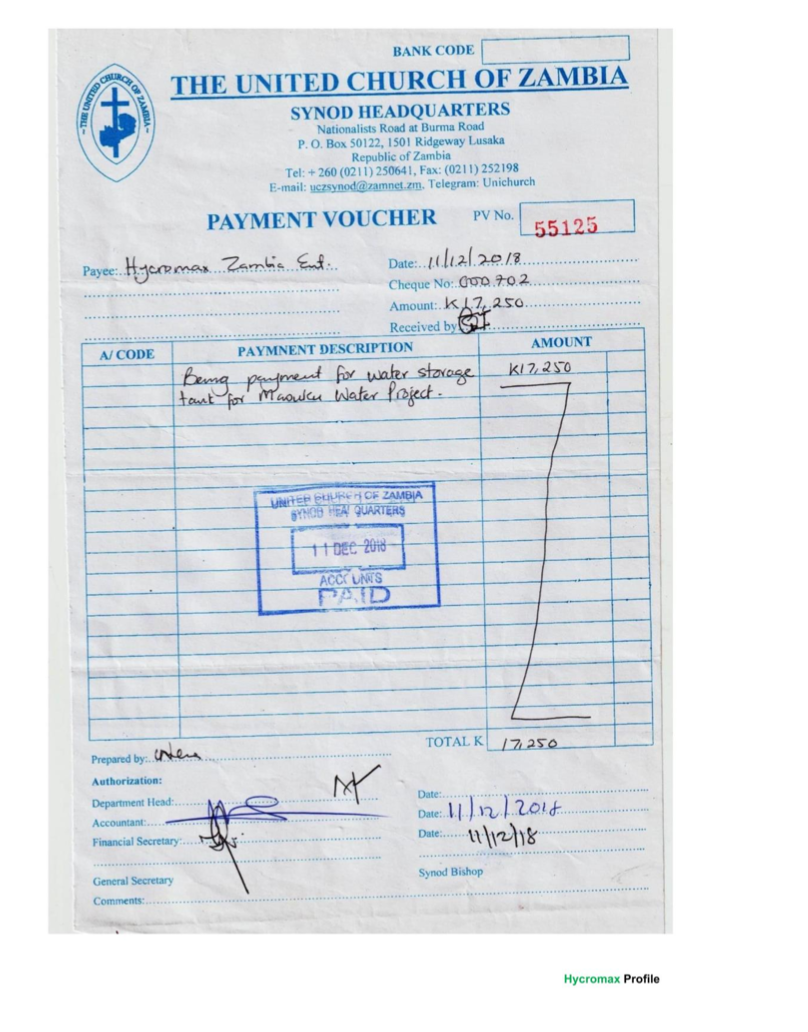 BANK CODE
~ THE UNITED CHURCH OF ZAMBIA ~
THE UNITED CHURCH OF ZAMBIA
SYNOD HEADQUARTERS
Nationalists Road at Burma Road
P. O. Box 50122, 1501 Ridgeway Lusaka
Republic of Zambia
Tel: + 260 (0211) 250641, Fax: (0211) 252198
E-mail: uczsynod@zamnet.zm, Telegram: Unichurch
PAYMENT VOUCHER PV No. 55125
Payee: Hycromax Zambia Ent. Date: 11/12/2018
Cheque No: 000702
Amount: K17,250
Received by
A/ CODE PAYMNENT DESCRIPTION AMOUNT
Being payment for water storage K17,250
tank for Water Project.
UNITED CHURCH OF ZAMBIA
SYNOD HEADQUARTERS
11 DEC 2018
ACCOUNTS
PAID
TOTAL K 17,250
Prepared by:
Authorization:
Department Head: Date:
Accountant: Date: 11/12/2018
Financial Secretary: Date: 11/12/18
General Secretary Synod Bishop
Comments:
Hycromax Profile